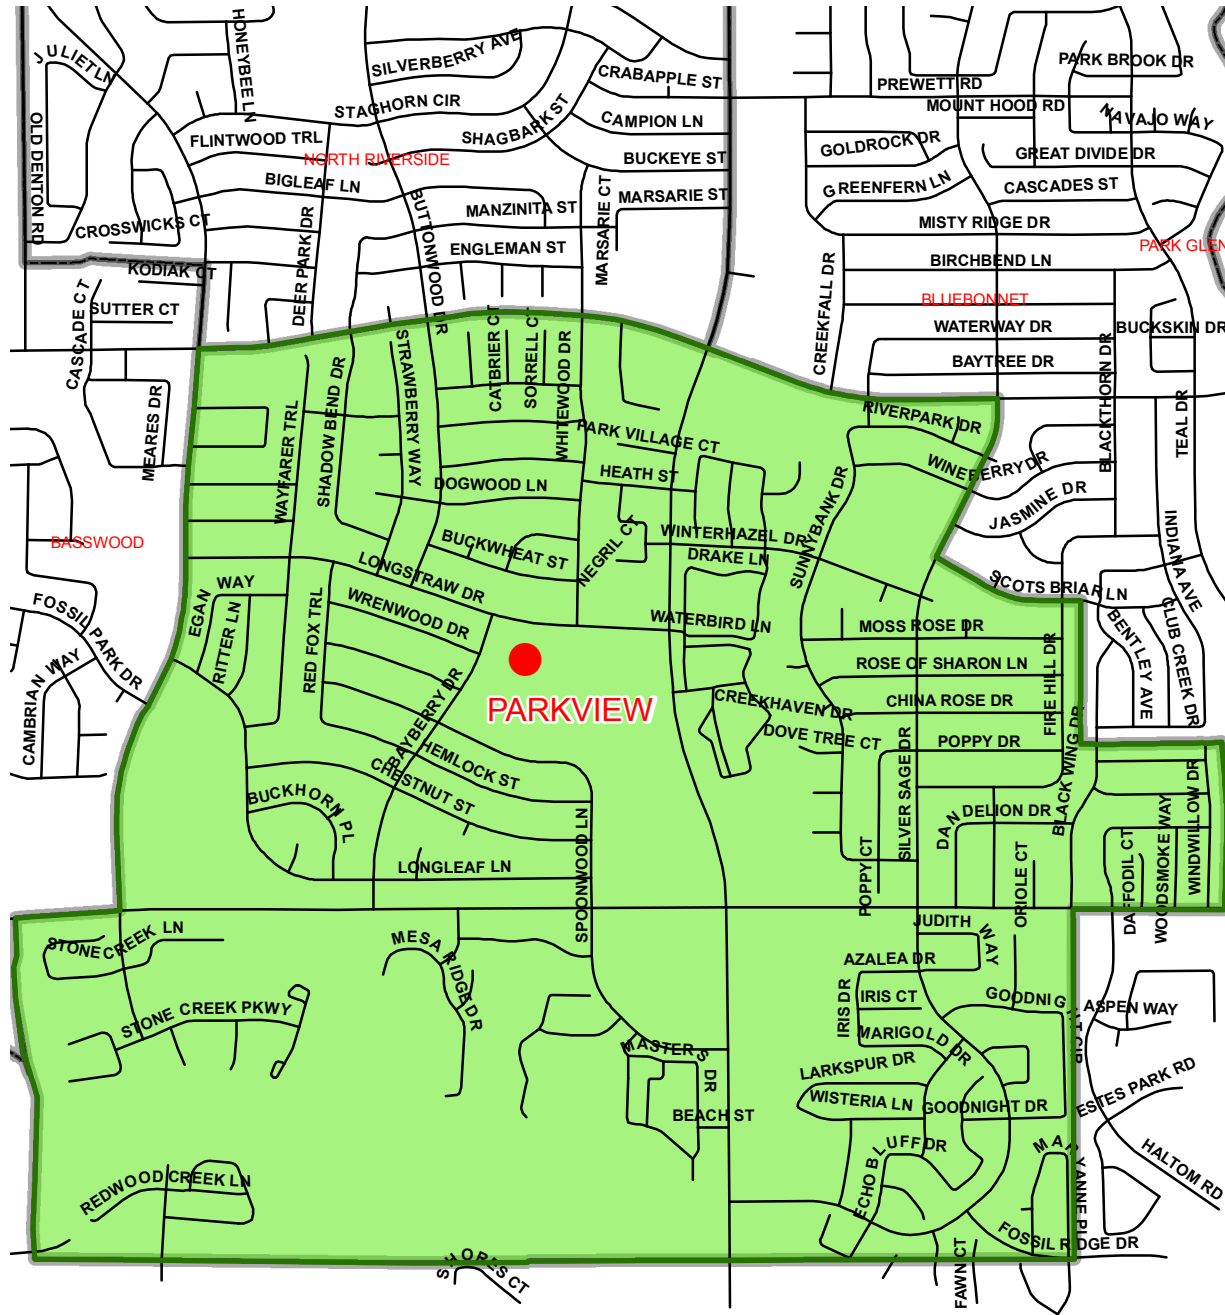 HONEYBEE LN
JULIET LN
SILVERBERRY AVE
CRABAPPLE ST
PREWETT RD
PARK BROOK DR
STAGHORN CIR
MOUNT HOOD RD
NAVAJO WAY
OLD DENTON RD
FLINTWOOD TRL
SHAGBARK ST
CAMPION LN
GOLDROCK DR
NORTH RIVERSIDE
BUCKEYE ST
GREAT DIVIDE DR
BIGLEAF LN
MARSARIE CT
MARSARIE ST
GREENFERN LN
CASCADES ST
CROSSWICKS CT
BUTTONWOOD DR
MANZINITA ST
MISTY RIDGE DR
PARK GLEN
DEER PARK DR
ENGLEMAN ST
BIRCHBEND LN
KODIAK CT
CREEKFALL DR
BLUEBONNET
CASCADE CT
SUTTER CT
WATERWAY DR
BUCKSKIN DR
STRAWBERRY WAY
CATBRIER CT
SORRELL CT
WHITEWOOD DR
BAYTREE DR
BLACKTHORN DR
MEARES DR
WAYFARER TRL
SHADOW BEND DR
PARK VILLAGE CT
RIVERPARK DR
TEAL DR
HEATH ST
WINEBERRY DR
DOGWOOD LN
SUNNYBANK DR
JASMINE DR
BASSWOOD
BUCKWHEAT ST
NEGRIL CT
WINTERHAZEL DR
DRAKE LN
INDIANA AVE
LONGSTRAW DR
EGAN WAY
SCOTS BRIAR LN
FOSSIL PARK DR
RITTER LN
RED FOX TRL
WRENWOOD DR
WATERBIRD LN
MOSS ROSE DR
BENTLEY AVE
CLUB CREEK DR
CAMBRIAN WAY
ROSE OF SHARON LN
FIRE HILL DR
PARKVIEW
BAYBERRY DR
CREEKHAVEN DR
CHINA ROSE DR
DOVE TREE CT
POPPY DR
BLACK WING DR
HEMLOCK ST
CHESTNUT ST
SILVER SAGE DR
WINDWILLOW DR
BUCKHORN PL
DANDELION DR
WOODSMOKE WAY
LONGLEAF LN
SPOONWOOD LN
POPPY CT
ORIOLE CT
DAFFODIL CT
STONECREEK LN
MESA RIDGE DR
JUDITH WAY
AZALEA DR
STONE CREEK PKWY
IRIS DR
IRIS CT
GOODNIGHT CIR
ASPEN WAY
MARIGOLD DR
MASTERS DR
LARKSPUR DR
ESTES PARK RD
WISTERIA LN
GOODNIGHT DR
BEACH ST
ECHO BLUFF DR
MARY ANNE PL
HALTOM RD
REDWOOD CREEK LN
FOSSIL RIDGE DR
SHORES CT
FAWN CT